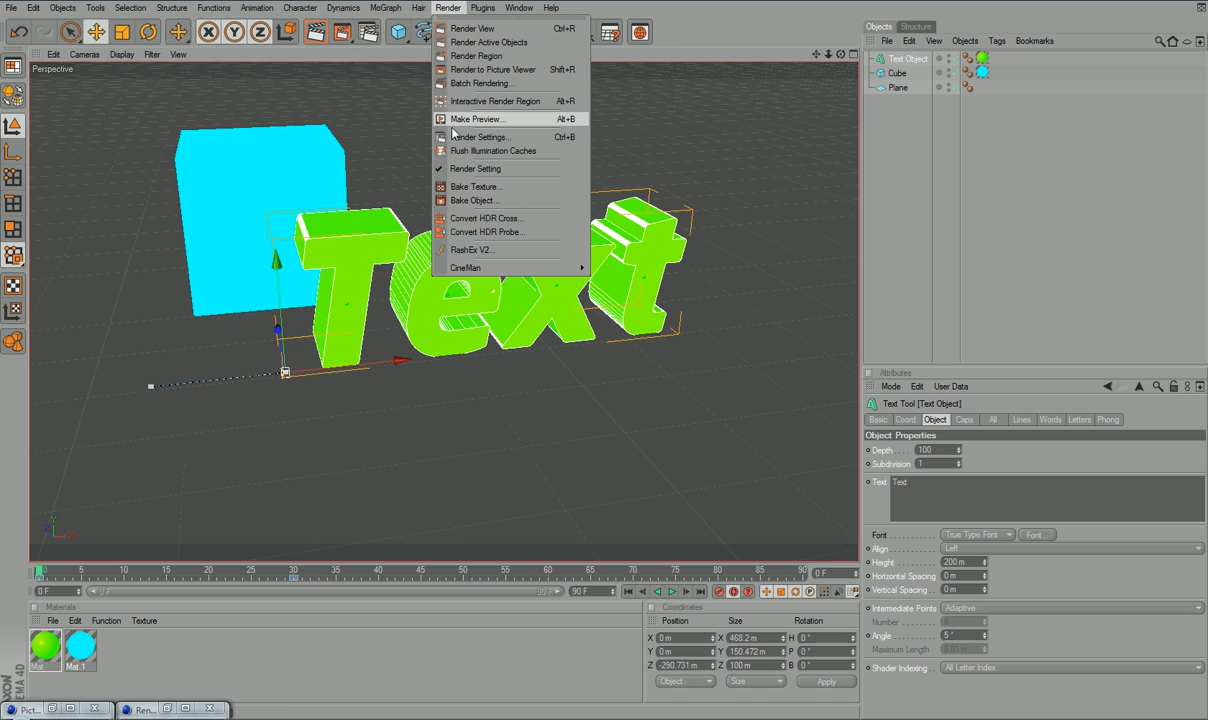 File Edit Objects Tools Selection Structure Functions Animation Character Dynamics MoGraph Hair Render Plugins Window Help
Edit Cameras Display Filter View
Perspective
Render View Ctrl+R
Render Active Objects
Render Region
Render to Picture Viewer Shift+R
Batch Rendering...
Interactive Render Region Alt+R
Make Preview... Alt+B
Render Settings... Ctrl+B
Flush Illumination Caches
Render Setting
Bake Texture...
Bake Object...
Convert HDR Cross...
Convert HDR Probe...
FlashEx V2...
CineMan
X Y Z
Text
Objects Structure
File Edit View Objects Tags Bookmarks
Text Object
Cube
Plane
Attributes
Mode Edit User Data
Text Tool [Text Object]
Basic Coord. Object Caps All Lines Words Letters Phong
Object Properties
Depth 100
Subdivision 1
Text Text
Font True Type Font Font...
Align Left
Height 200 m
Horizontal Spacing 0 m
Vertical Spacing 0 m
Intermediate Points Adaptive
Number 8
Angle 5 °
Maximum Length 0.01 m
Shader Indexing All Letter Index
0 5 10 15 20 25 30 35 40 45 50 55 60 65 70 75 80 85 90 0 F
0 F 0 F 90 F 90 F
Materials
File Edit Function Texture
Mat Mat.1
Coordinates
Position Size Rotation
X 0 m X 468.2 m H 0 °
Y 0 m Y 150.472 m P 0 °
Z -290.731 m Z 100 m B 0 °
Object Size Apply
Pict... Ren...